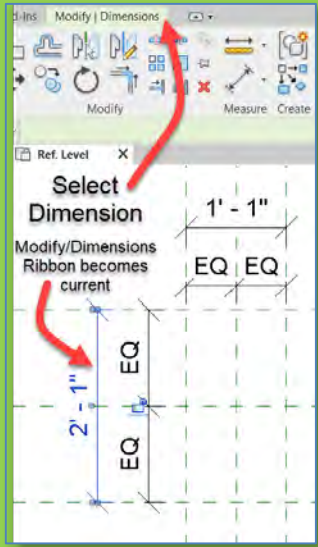 d-Ins Modify | Dimensions
Modify Measure Create
Ref. Level X
Select
Dimension
1' - 1"
Modify/Dimensions
Ribbon becomes
current
EQ EQ
2' - 1"
EQ
EQ